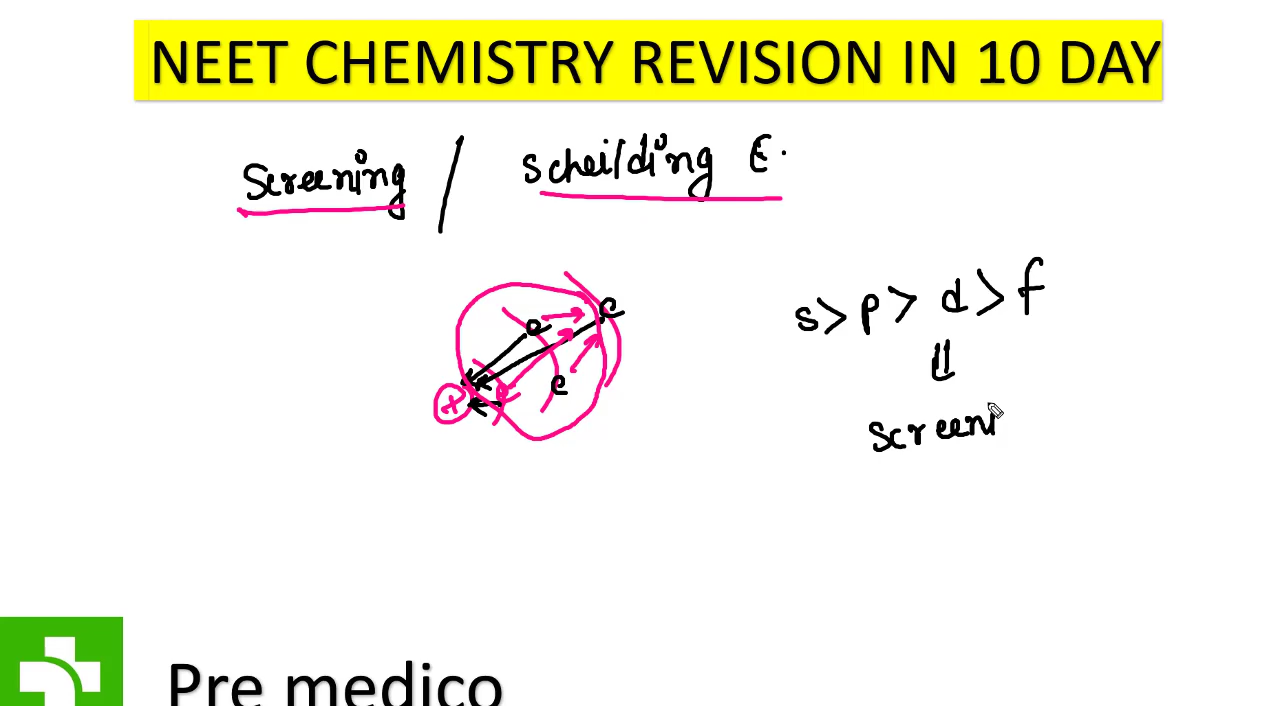 NEET CHEMISTRY REVISION IN 10 DAY
Screening / Scheilding E.
e e
s > p > d > f
+ e e
screeni
Pre medico